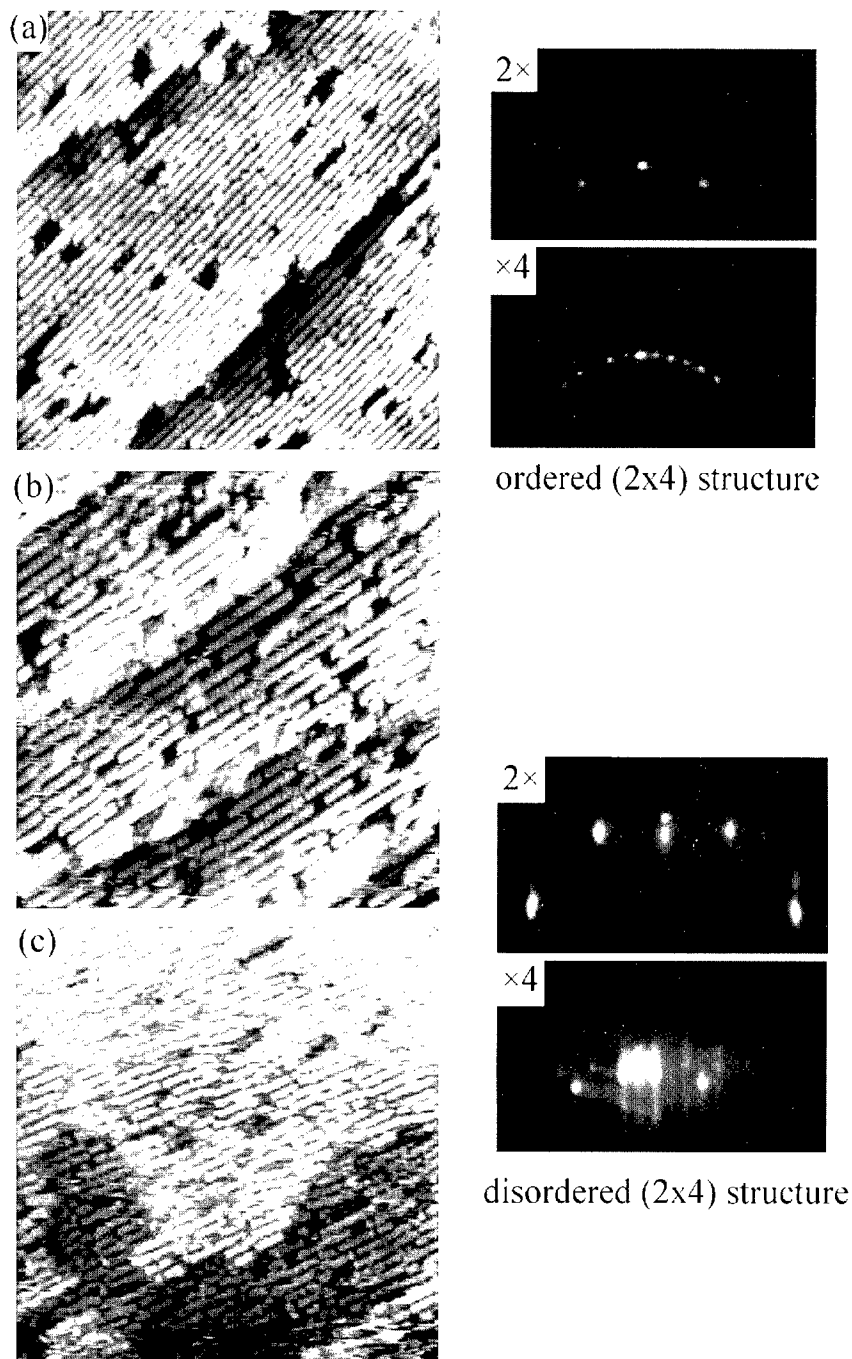 (a)
2×
×4
ordered (2x4) structure
(b)
2×
(c)
×4
disordered (2x4) structure